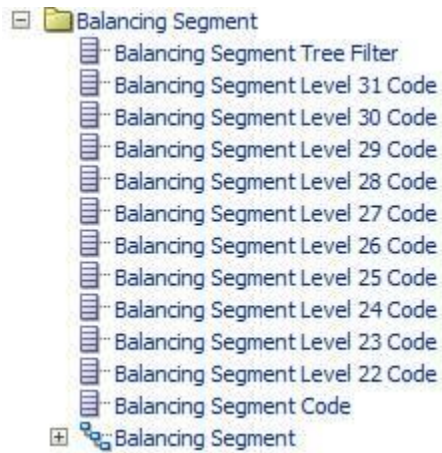 Balancing Segment
Balancing Segment Tree Filter
Balancing Segment Level 31 Code
Balancing Segment Level 30 Code
Balancing Segment Level 29 Code
Balancing Segment Level 28 Code
Balancing Segment Level 27 Code
Balancing Segment Level 26 Code
Balancing Segment Level 25 Code
Balancing Segment Level 24 Code
Balancing Segment Level 23 Code
Balancing Segment Level 22 Code
Balancing Segment Code
Balancing Segment